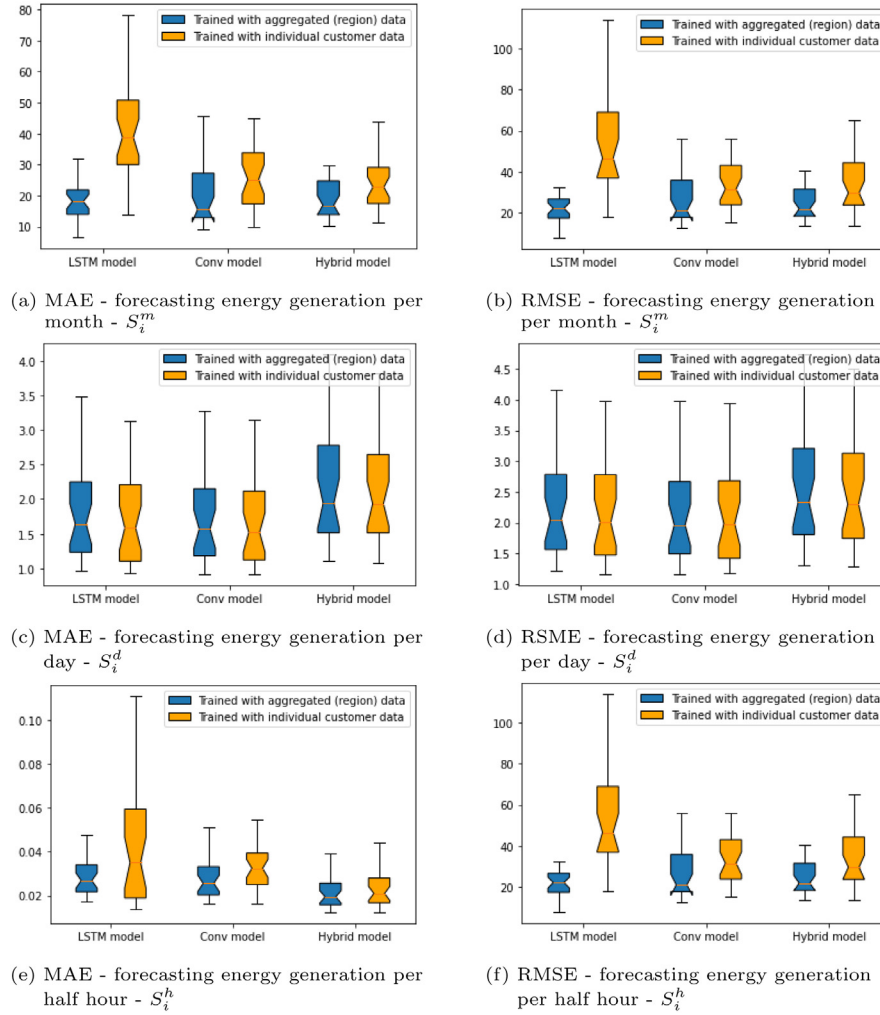 80
70
60
50
40
30
20
10
Trained with aggregated (region) data
Trained with individual customer data
LSTM model Conv model Hybrid model
100
80
60
40
20
Trained with aggregated (region) data
Trained with individual customer data
LSTM model Conv model Hybrid model
(a) MAE - forecasting energy generation per
month - S_i^m
(b) RMSE - forecasting energy generation
per month - S_i^m
4.0
3.5
3.0
2.5
2.0
1.5
1.0
Trained with aggregated (region) data
Trained with individual customer data
LSTM model Conv model Hybrid model
4.5
4.0
3.5
3.0
2.5
2.0
1.5
1.0
Trained with aggregated (region) data
Trained with individual customer data
LSTM model Conv model Hybrid model
(c) MAE - forecasting energy generation per
day - S_i^d
(d) RSME - forecasting energy generation
per day - S_i^d
0.10
0.08
0.06
0.04
0.02
Trained with aggregated (region) data
Trained with individual customer data
LSTM model Conv model Hybrid model
100
80
60
40
20
Trained with aggregated (region) data
Trained with individual customer data
LSTM model Conv model Hybrid model
(e) MAE - forecasting energy generation per
half hour - S_i^h
(f) RMSE - forecasting energy generation
per half hour - S_i^h